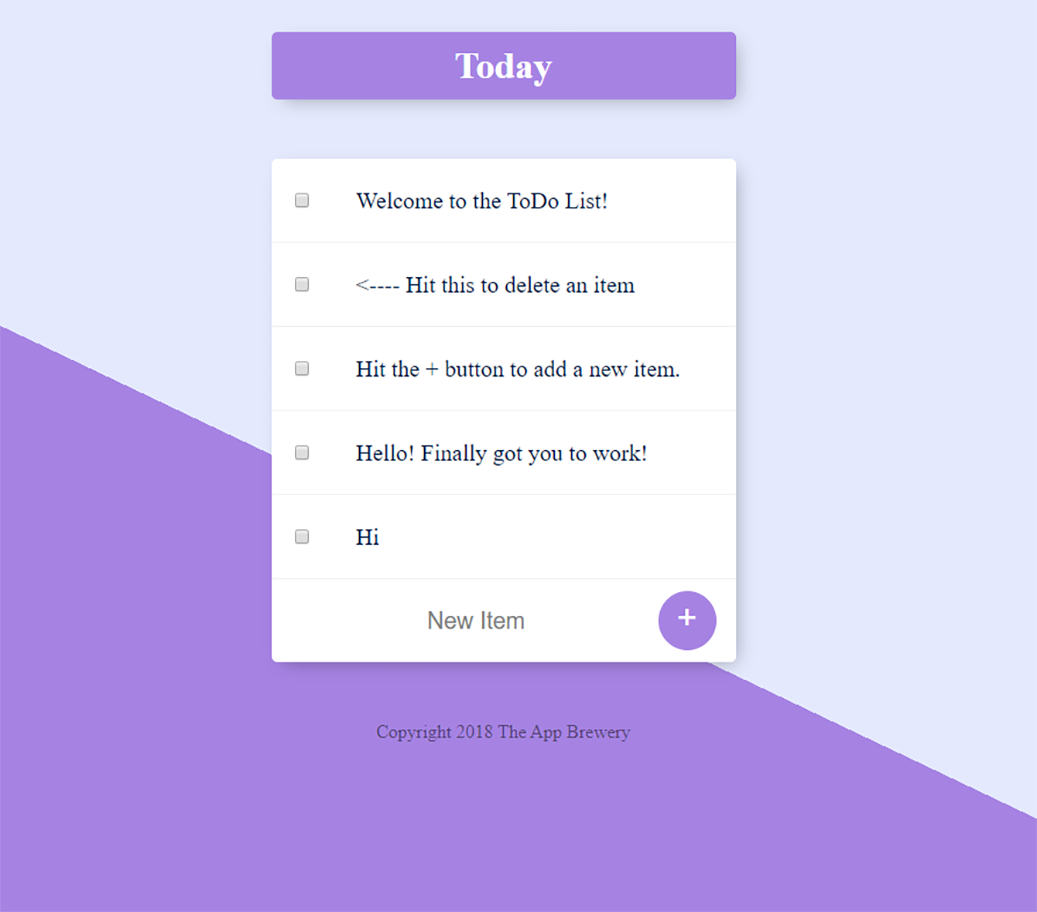 Today
Welcome to the ToDo List!
<---- Hit this to delete an item
Hit the + button to add a new item.
Hello! Finally got you to work!
Hi
New Item
+
Copyright 2018 The App Brewery